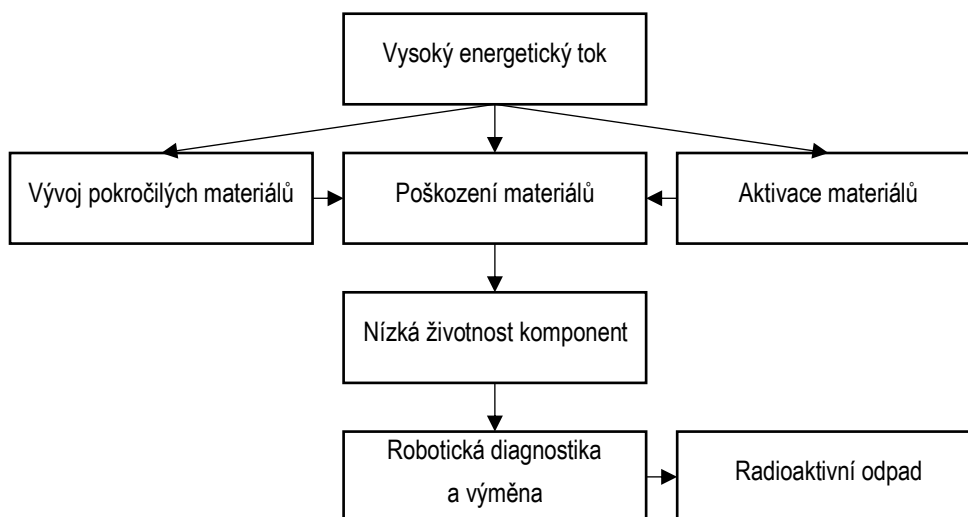 Vysoký energetický tok
Vývoj pokročilých materiálů
Poškození materiálů
Aktivace materiálů
Nízká životnost komponent
Robotická diagnostika
a výměna
Radioaktivní odpad